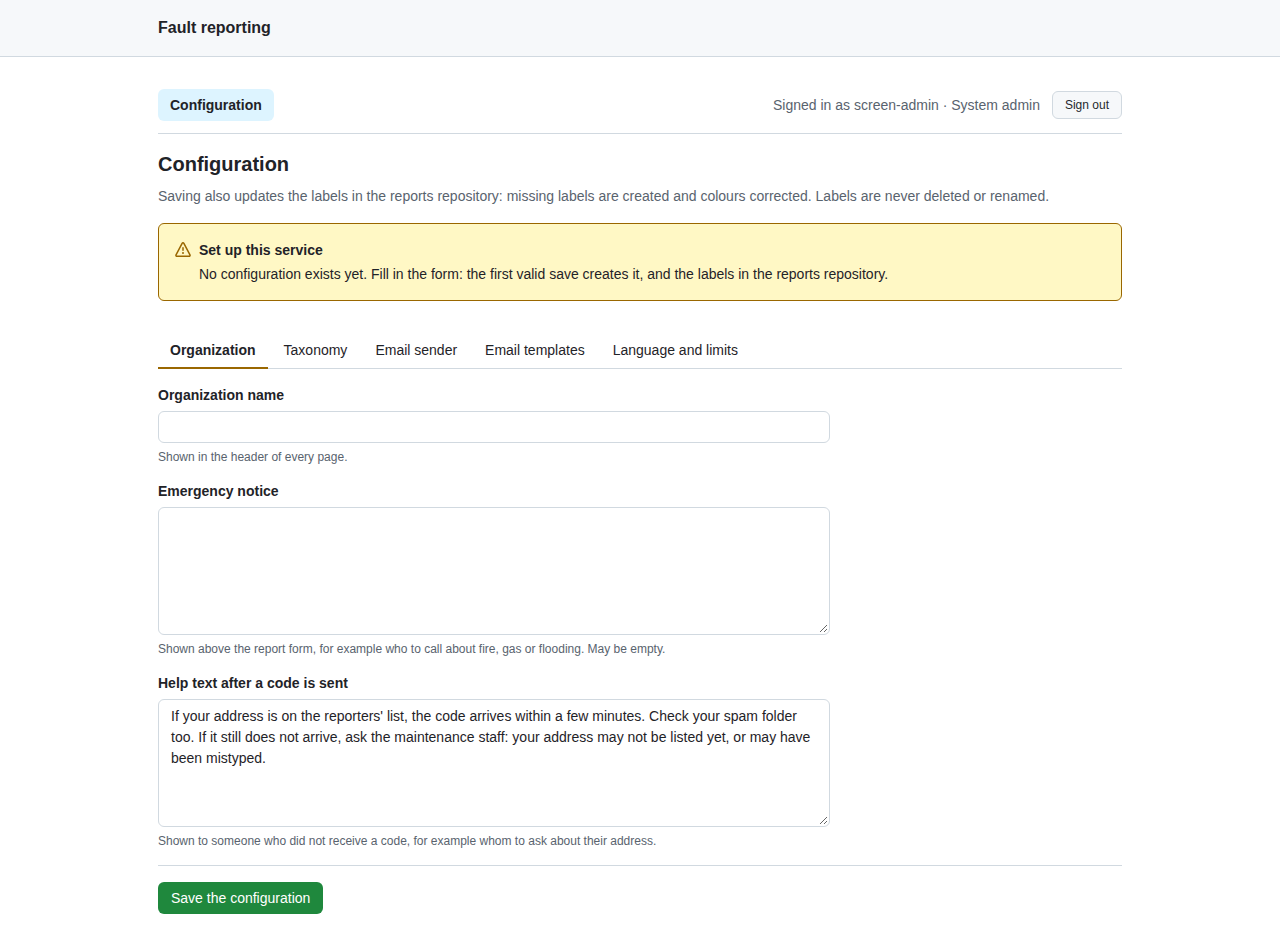 Fault reporting
Configuration
Signed in as screen-admin · System admin
Sign out
Configuration
Saving also updates the labels in the reports repository: missing labels are created and colours corrected. Labels are never deleted or renamed.
Set up this service
No configuration exists yet. Fill in the form: the first valid save creates it, and the labels in the reports repository.
Organization
Taxonomy
Email sender
Email templates
Language and limits
Organization name
Shown in the header of every page.
Emergency notice
Shown above the report form, for example who to call about fire, gas or flooding. May be empty.
Help text after a code is sent
If your address is on the reporters' list, the code arrives within a few minutes. Check your spam folder
too. If it still does not arrive, ask the maintenance staff: your address may not be listed yet, or may have
been mistyped.
Shown to someone who did not receive a code, for example whom to ask about their address.
Save the configuration